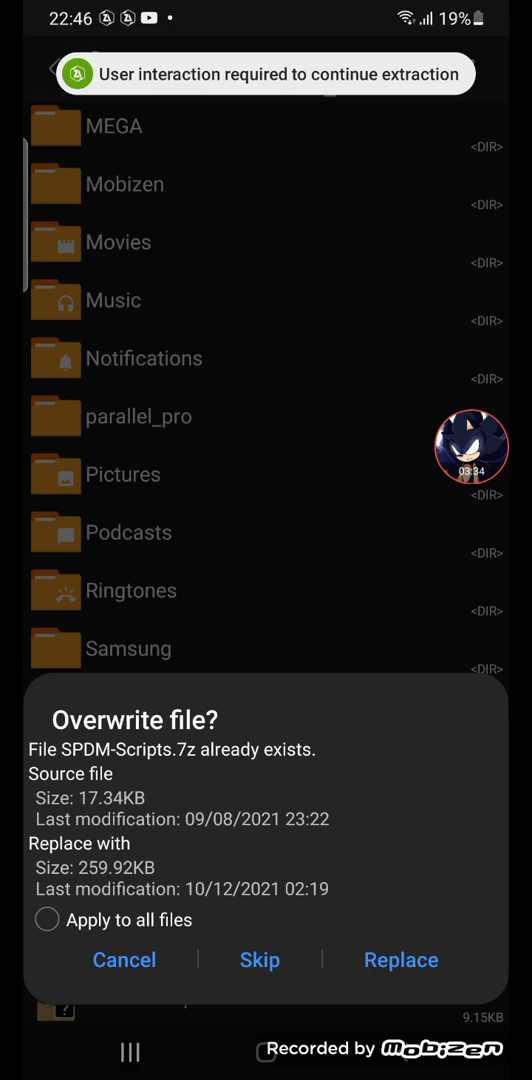 22:46
19%
User interaction required to continue extraction
MEGA
<DIR>
Mobizen
<DIR>
Movies
<DIR>
Music
<DIR>
Notifications
<DIR>
parallel_pro
03:34
Pictures
<DIR>
Podcasts
<DIR>
Ringtones
<DIR>
Samsung
<DIR>
Overwrite file?
File SPDM-Scripts.7z already exists.
Source file
Size: 17.34KB
Last modification: 09/08/2021 23:22
Replace with
Size: 259.92KB
Last modification: 10/12/2021 02:19
Apply to all files
Cancel
Skip
Replace
?
9.15KB
Recorded by mobizen